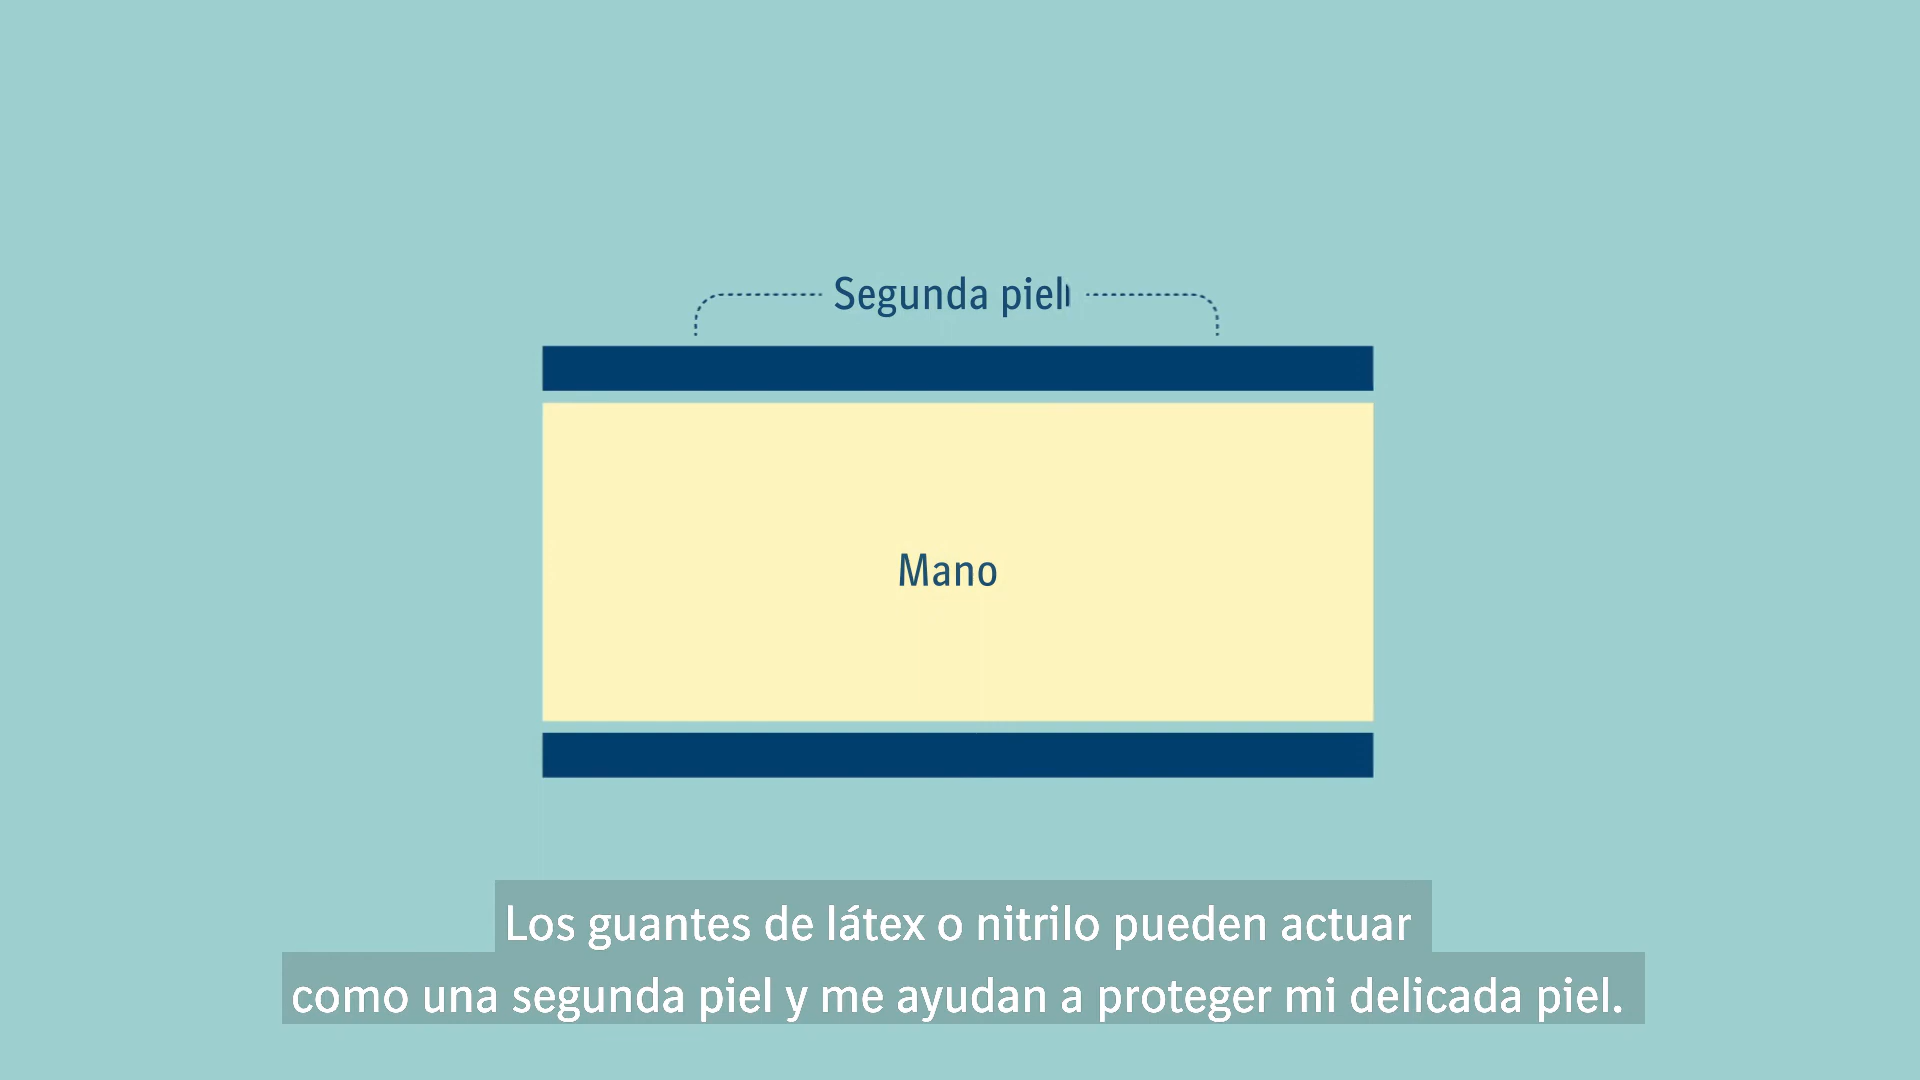 Segunda piel
Mano
Los guantes de látex o nitrilo pueden actuar
como una segunda piel y me ayudan a proteger mi delicada piel.